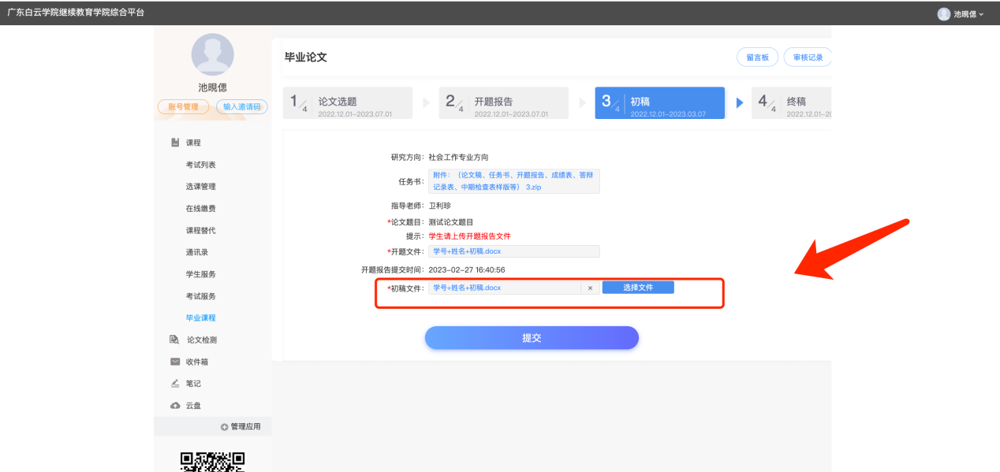 广东白云学院继续教育学院综合平台
池晛偲
池晛偲
账号管理
输入邀请码
课程
考试列表
选课管理
在线缴费
课程替代
通讯录
学生服务
考试服务
毕业课程
论文检测
收件箱
笔记
云盘
管理应用
毕业论文
留言板
审核记录
1/4 论文选题
2022.12.01~2023.07.01
2/4 开题报告
2022.12.01~2023.07.01
3/4 初稿
2022.12.01~2023.03.07
4/4 终稿
2022.12.01~20
研究方向: 社会工作专业方向
任务书: 附件：（论文稿、任务书、开题报告、成绩表、答辩
记录表、中期检查表样版等） 3.zip
指导老师: 卫利珍
*论文题目: 测试论文题目
提示: 学生请上传开题报告文件
*开题文件: 学号+姓名+初稿.docx
开题报告提交时间: 2023-02-27 16:40:56
*初稿文件: 学号+姓名+初稿.docx × 选择文件
提交